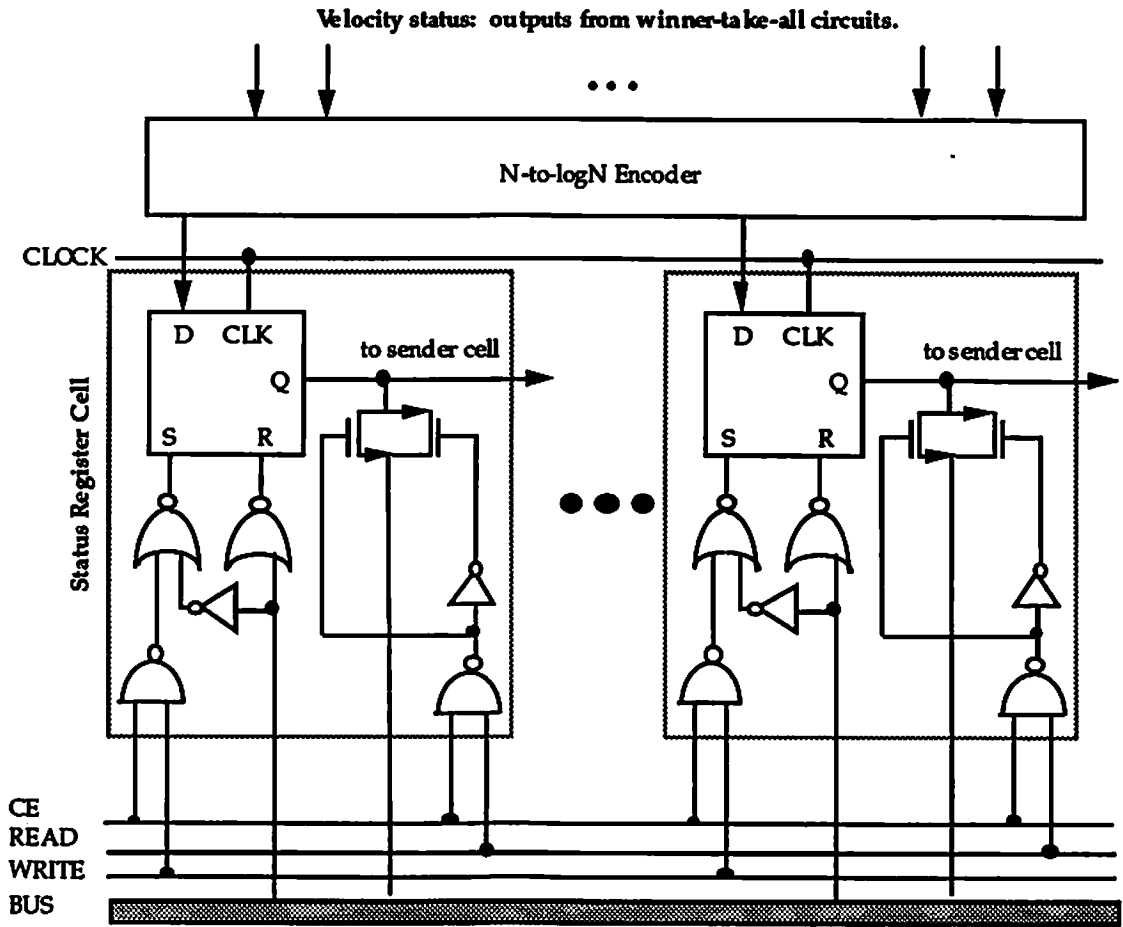 Velocity status: outputs from winner-take-all circuits.
N-to-logN Encoder
CLOCK
D CLK
Q
S R
to sender cell
Status Register Cell
D CLK
Q
S R
to sender cell
CE
READ
WRITE
BUS